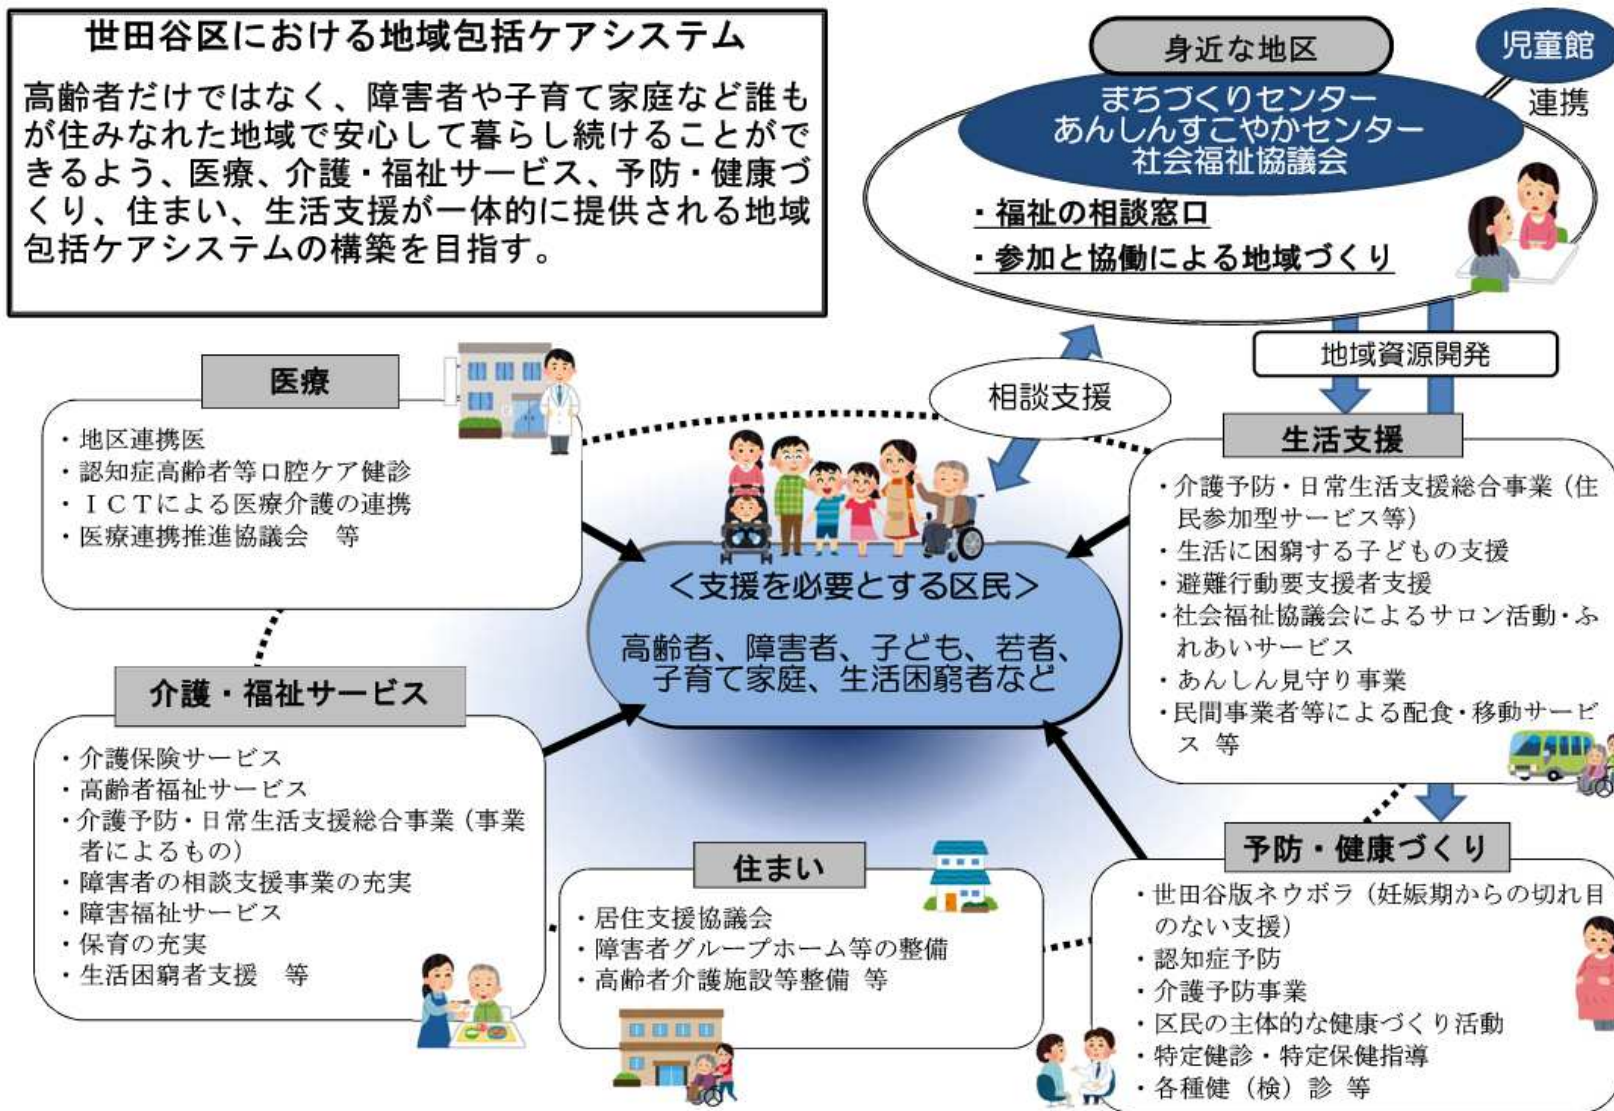 世田谷区における地域包括ケアシステム
高齢者だけではなく、障害者や子育て家庭など誰も
が住みなれた地域で安心して暮らし続けることがで
きるよう、医療、介護・福祉サービス、予防・健康づ
くり、住まい、生活支援が一体的に提供される地域
包括ケアシステムの構築を目指す。
身近な地区
児童館
連携
まちづくりセンター
あんしんすこやかセンター
社会福祉協議会
・福祉の相談窓口
・参加と協働による地域づくり
地域資源開発
相談支援
医療
・地区連携医
・認知症高齢者等口腔ケア健診
・ＩＣＴによる医療介護の連携
・医療連携推進協議会　等
＜支援を必要とする区民＞
高齢者、障害者、子ども、若者、
子育て家庭、生活困窮者など
生活支援
・介護予防・日常生活支援総合事業（住
民参加型サービス等）
・生活に困窮する子どもの支援
・避難行動要支援者支援
・社会福祉協議会によるサロン活動・ふ
れあいサービス
・あんしん見守り事業
・民間事業者等による配食・移動サービ
ス 等
介護・福祉サービス
・介護保険サービス
・高齢者福祉サービス
・介護予防・日常生活支援総合事業（事業
者によるもの）
・障害者の相談支援事業の充実
・障害福祉サービス
・保育の充実
・生活困窮者支援　等
住まい
・居住支援協議会
・障害者グループホーム等の整備
・高齢者介護施設等整備 等
予防・健康づくり
・世田谷版ネウボラ（妊娠期からの切れ目
のない支援）
・認知症予防
・介護予防事業
・区民の主体的な健康づくり活動
・特定健診・特定保健指導
・各種健（検）診 等